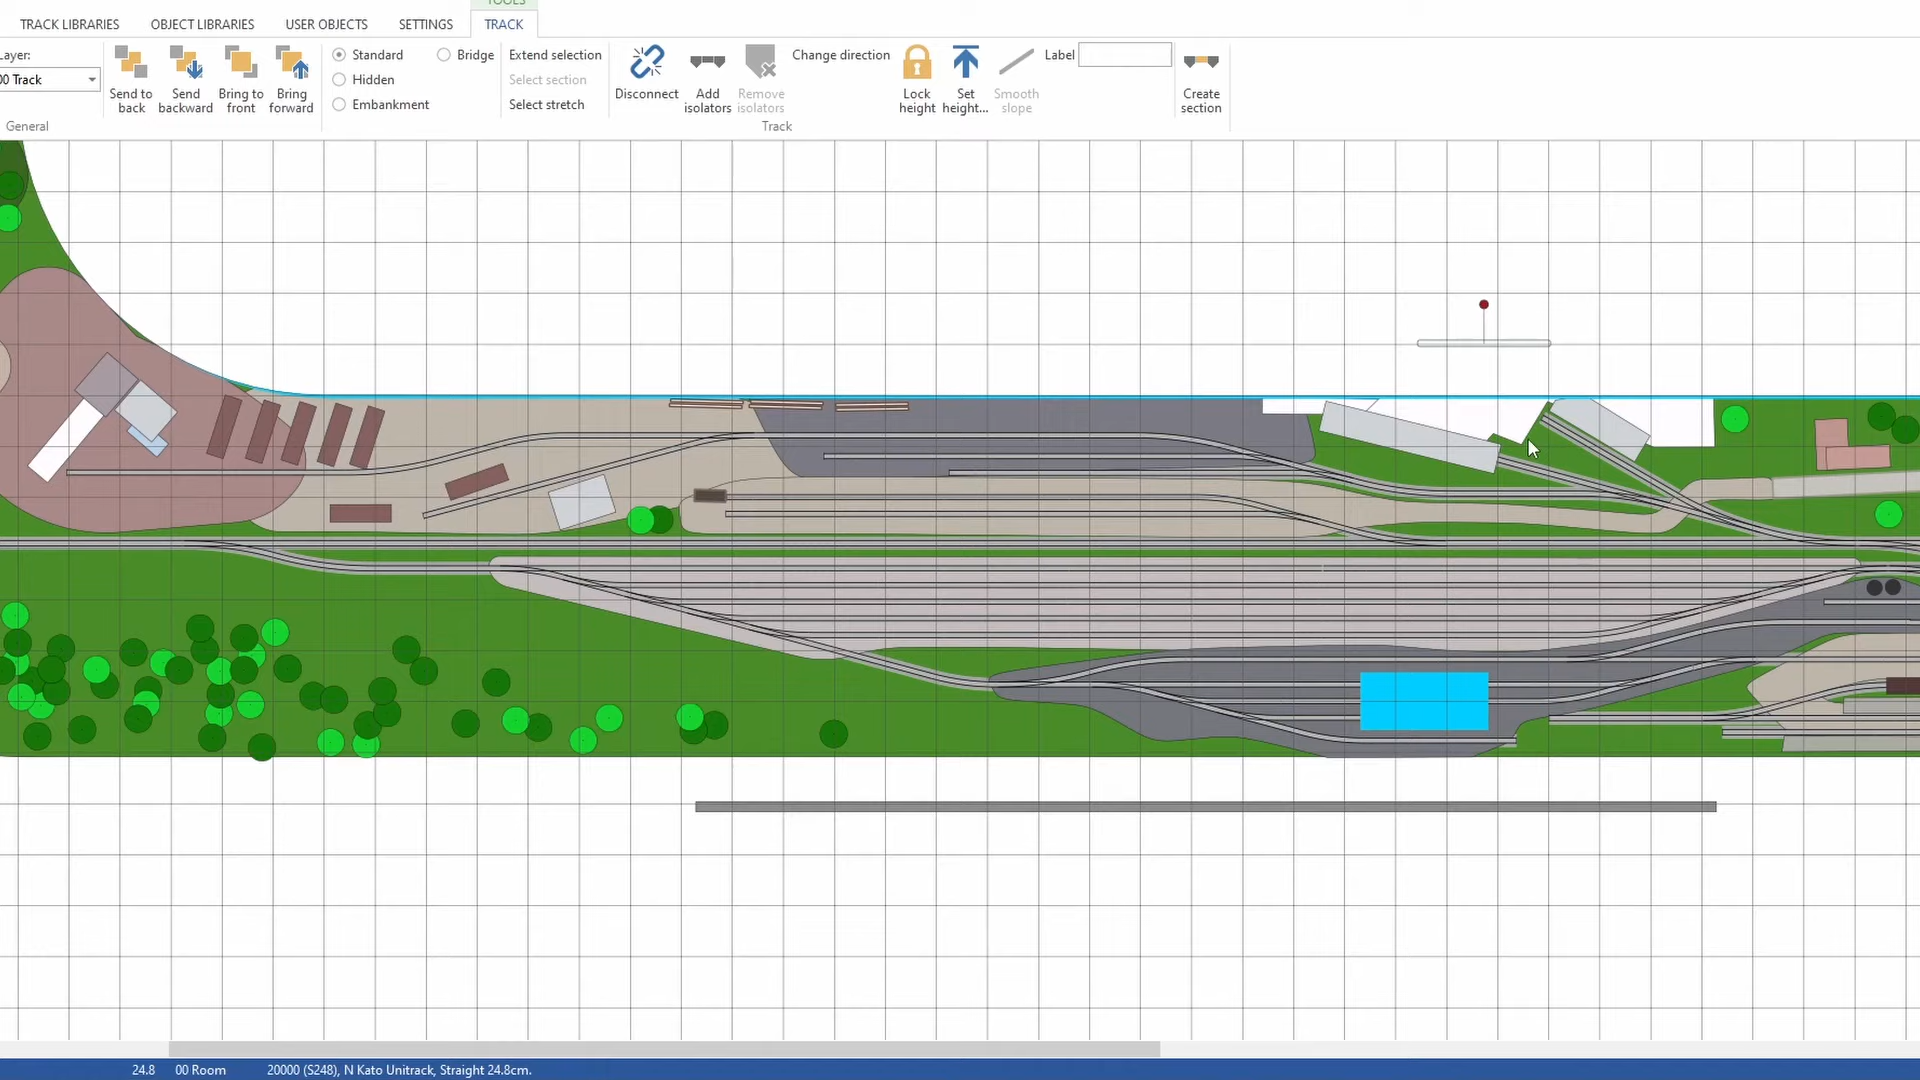 TOOLS
TRACK LIBRARIES OBJECT LIBRARIES USER OBJECTS SETTINGS TRACK
Layer:
00 Track
Send to back
Send backward
Bring to front
Bring forward
Standard
Bridge
Hidden
Embankment
Extend selection
Select section
Select stretch
Disconnect
Add isolators
Remove isolators
Change direction
Lock height
Set height...
Smooth slope
Label
Create section
General
Track
24.8 00 Room 20000 (S248), N Kato Unitrack, Straight 24.8cm.